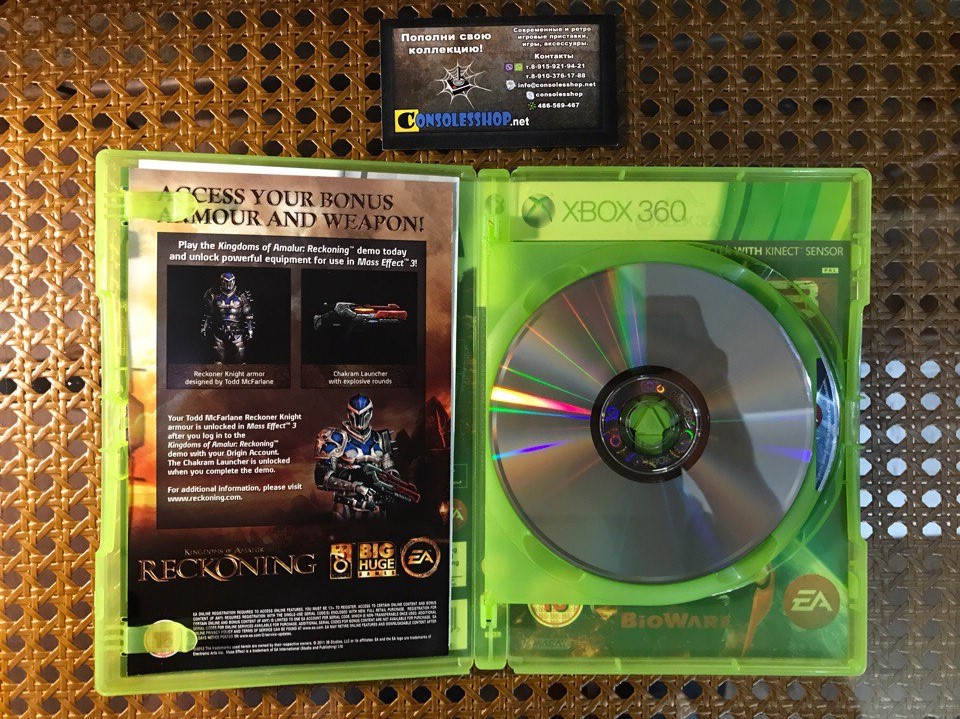 Пополни свою
коллекцию!
Современные и ретро
игровые приставки,
игры, аксессуары.
Контакты
т.8-915-921-94-21
т.8-910-376-17-88
info@consolesshop.net
consolesshop
486-569-467
CONSOLESSHOP.net
ACCESS YOUR BONUS
ARMOUR AND WEAPON!
Play the Kingdoms of Amalur: Reckoning™ demo today
and unlock powerful equipment for use in Mass Effect™ 3!
Reckoner Knight armor
designed by Todd McFarlane
Chakram Launcher
with explosive rounds
Your Todd McFarlane Reckoner Knight
armour is unlocked in Mass Effect™ 3
after you log in to the
Kingdoms of Amalur: Reckoning™
demo with your Origin Account.
The Chakram Launcher is unlocked
when you complete the demo.
For additional information, please visit
www.reckoning.com.
KINGDOMS OF AMALUR
RECKONING
38
BIG
HUGE
GAMES
EA
XBOX 360
WITH KINECT SENSOR
PAL
3
BIOWAR
EA